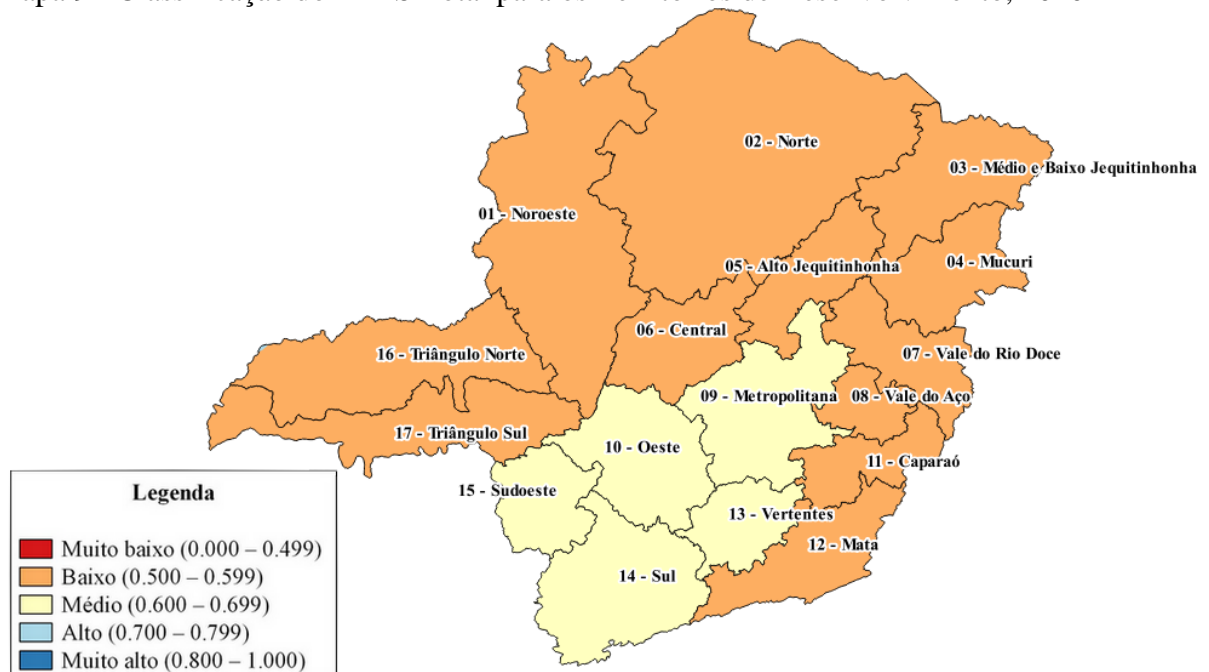 para os
02 - Norte
03 - Médio e Baixo Jequitinhonha
01 - Noroeste
04 - Mucuri
05 - Alto Jequitinhonha
06 - Central
16 - Triângulo Norte
07 - Vale do Rio Doce
09 - Metropolitana
08 - Vale do Aço
17 - Triângulo Sul
10 - Oeste
11 - Caparaó
15 - Sudoeste
13 - Vertentes
12 - Mata
14 - Sul
Legenda
Muito baixo (0.000 – 0.499)
Baixo (0.500 – 0.599)
Médio (0.600 – 0.699)
Alto (0.700 – 0.799)
Muito alto (0.800 – 1.000)